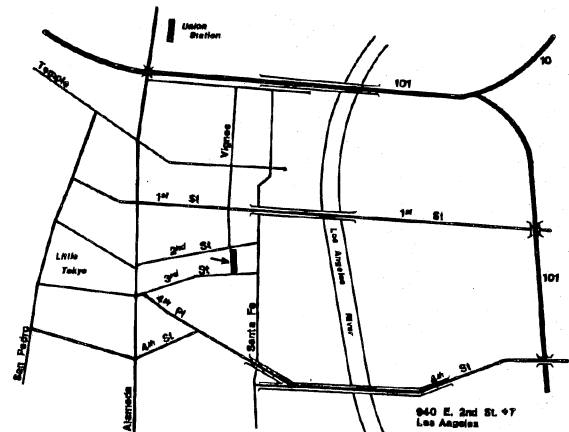 Union
Station
101
10
Temple
Vignes
1st St
1st St
2nd St
Little
Tokyo
3rd St
4th Pl
4th St
Los Angeles River
101
Santa Fe
San Pedro
Alameda
4th St
940 E. 2nd St. #7
Los Angeles